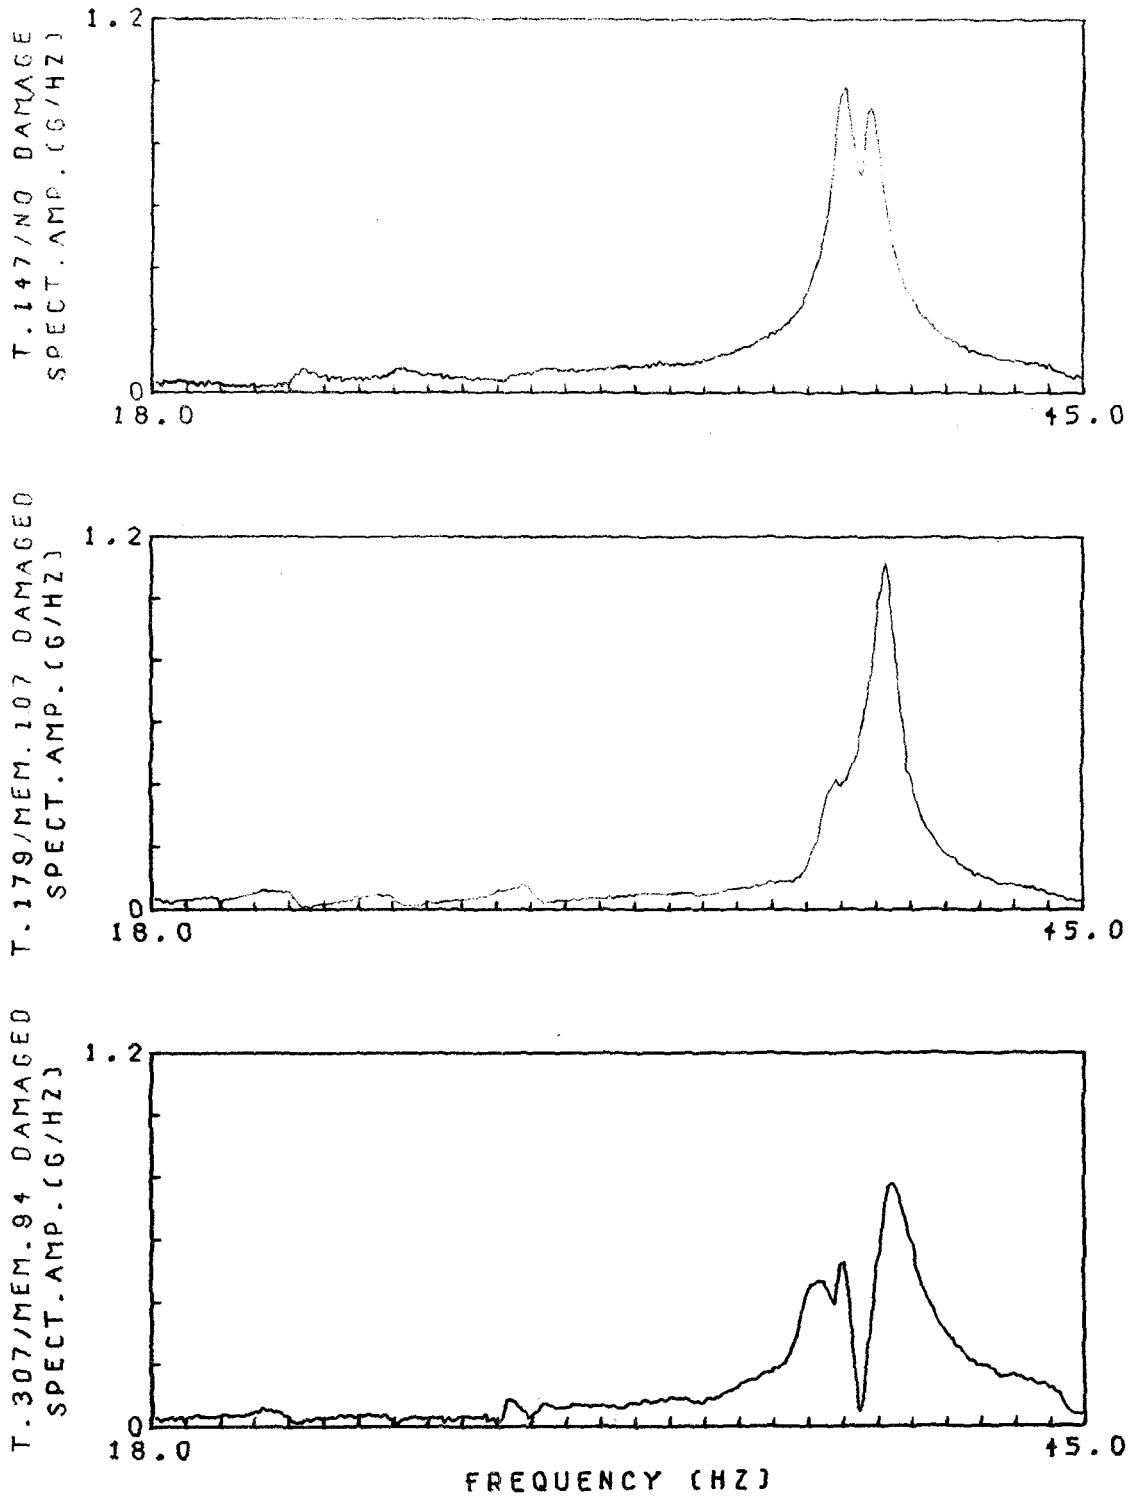 T.147/NO DAMAGE
SPECT.AMP.(G/HZ)
1.2
0
18.0
45.0
T.179/MEM.107 DAMAGED
SPECT.AMP.(G/HZ)
1.2
0
18.0
45.0
T.307/MEM.94 DAMAGED
SPECT.AMP.(G/HZ)
1.2
0
18.0
45.0
FREQUENCY (HZ)